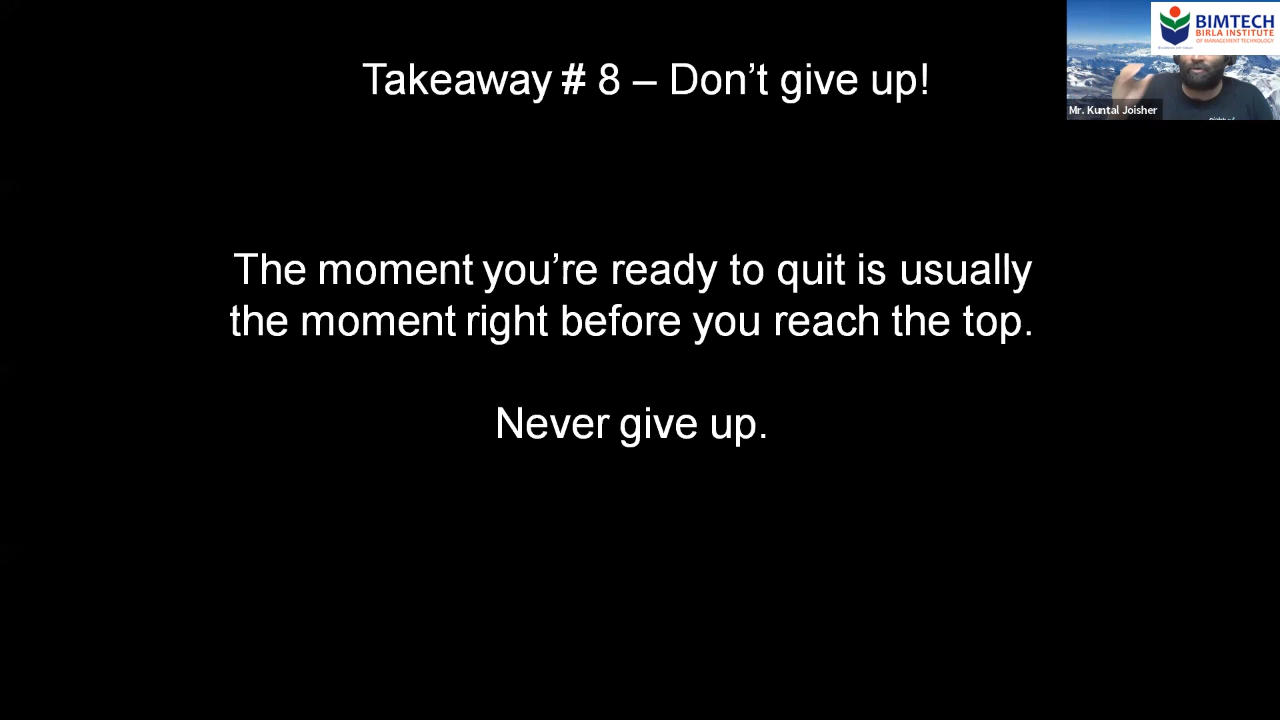 Takeaway # 8 – Don’t give up!
BIMTECH
BIRLA INSTITUTE
OF MANAGEMENT TECHNOLOGY
Mr. Kuntal Joisher
The moment you’re ready to quit is usually
the moment right before you reach the top.
Never give up.